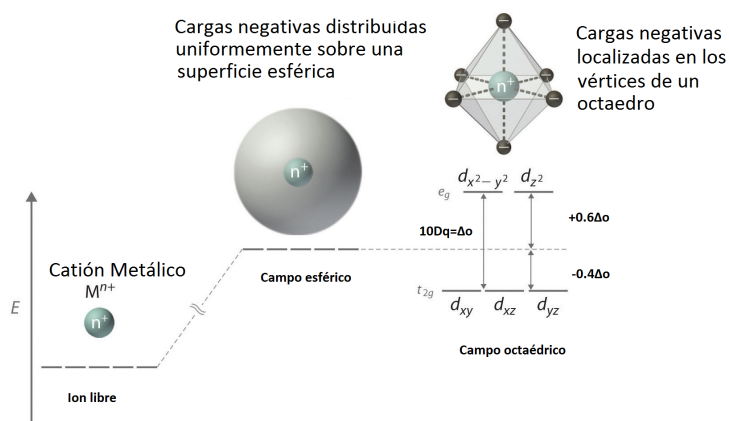 Cargas negativas distribuidas
uniformemente sobre una
superficie esférica
Cargas negativas
localizadas en los
vértices de un
octaedro
n+
n+
dx²− y² dz²
eg
10Dq=Δo
+0.6Δo
-0.4Δo
Catión Metálico
Mn+
n+
Campo esférico
E
t2g
dxy dxz dyz
Campo octaédrico
Ion libre